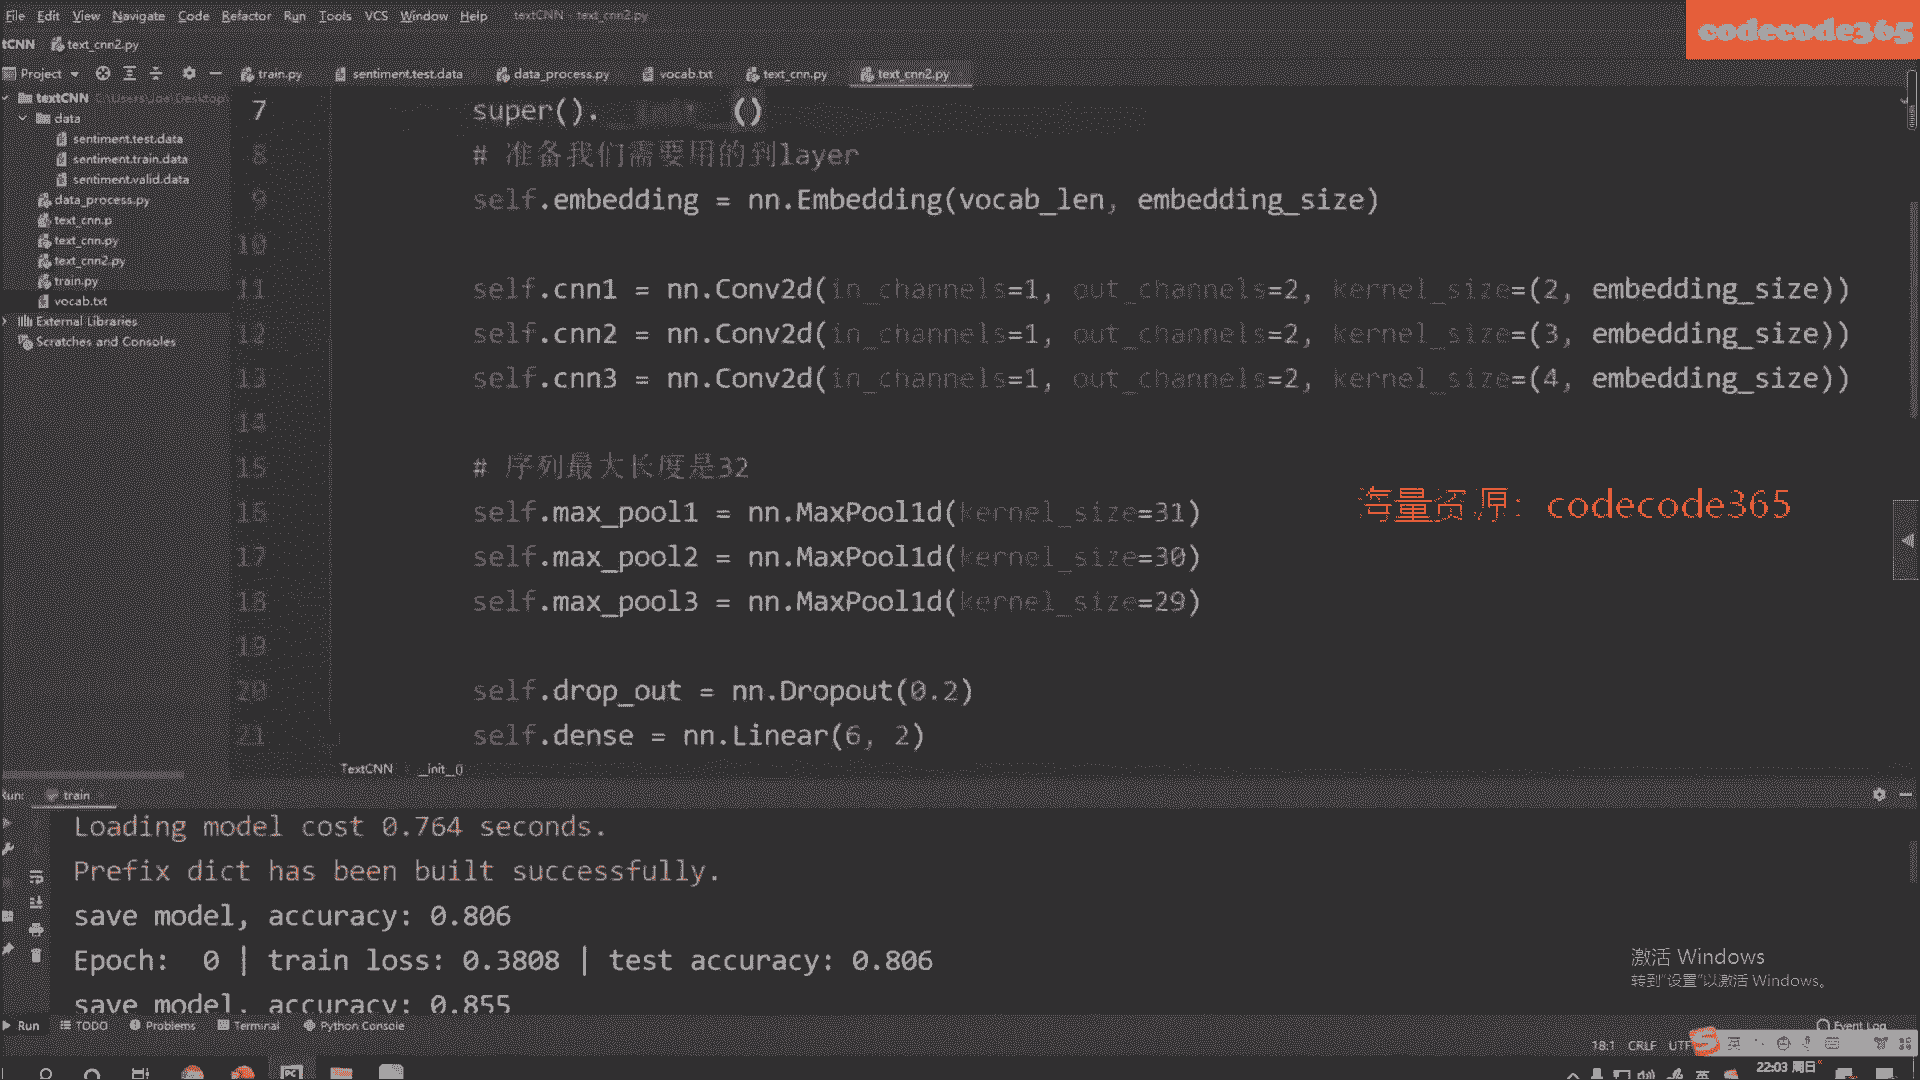 File Edit View Navigate Code Refactor Run Tools VCS Window Help textCNN - text_cnn2.py
codecode365
tCNN text_cnn2.py
Project train.py sentiment.test.data data_process.py vocab.txt text_cnn.py text_cnn2.py
textCNN C:\Users\Joe\Desktop\
data
sentiment.test.data
sentiment.train.data
sentiment.valid.data
data_process.py
text_cnn.p
text_cnn.py
text_cnn2.py
train.py
vocab.txt
External Libraries
Scratches and Consoles
7 super().__init__()
8 # 准备我们需要用的到layer
9 self.embedding = nn.Embedding(vocab_len, embedding_size)
10
11 self.cnn1 = nn.Conv2d(in_channels=1, out_channels=2, kernel_size=(2, embedding_size))
12 self.cnn2 = nn.Conv2d(in_channels=1, out_channels=2, kernel_size=(3, embedding_size))
13 self.cnn3 = nn.Conv2d(in_channels=1, out_channels=2, kernel_size=(4, embedding_size))
14
15 # 序列最大长度是32
16 self.max_pool1 = nn.MaxPool1d(kernel_size=31)
17 self.max_pool2 = nn.MaxPool1d(kernel_size=30)
18 self.max_pool3 = nn.MaxPool1d(kernel_size=29)
19
20 self.drop_out = nn.Dropout(0.2)
21 self.dense = nn.Linear(6, 2)
海量资源：codecode365
TextCNN __init__()
Run: train
Loading model cost 0.764 seconds.
Prefix dict has been built successfully.
save model, accuracy: 0.806
Epoch: 0 | train loss: 0.3808 | test accuracy: 0.806
save model, accuracy: 0.855
激活 Windows
转到"设置"以激活 Windows。
Run TODO Problems Terminal Python Console Event Log
18:1 CRLF UTF 英
英 22:03 周日